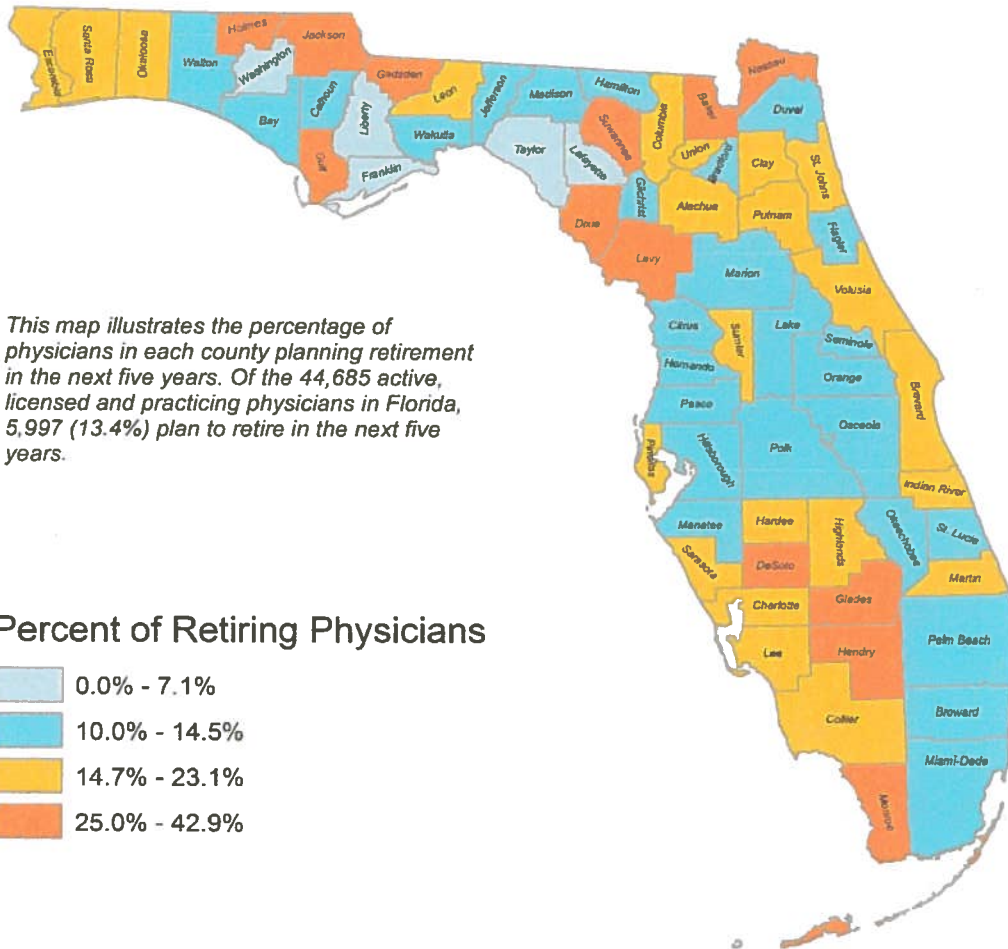 Holmes
Jackson
Escambia
Santa Rosa
Okaloosa
Walton
Washington
Gadsden
Leon
Jefferson
Madison
Hamilton
Nassau
Baker
Duval
Bay
Calhoun
Liberty
Wakulla
Gulf
Franklin
Taylor
Lafayette
Suwannee
Columbia
Union
Bradford
Clay
St. Johns
Gilchrist
Alachua
Putnam
Dixie
Flagler
Levy
Marion
Volusia
Citrus
Sumter
Lake
Seminole
Hernando
Orange
Pasco
Brevard
Osceola
Pinellas
Hillsborough
Polk
Indian River
Manatee
Hardee
Highlands
Okeechobee
St. Lucie
Sarasota
DeSoto
Martin
Charlotte
Glades
Lee
Hendry
Palm Beach
Collier
Broward
Miami-Dade
Monroe
This map illustrates the percentage of
physicians in each county planning retirement
in the next five years. Of the 44,685 active,
licensed and practicing physicians in Florida,
5,997 (13.4%) plan to retire in the next five
years.
Percent of Retiring Physicians
0.0% - 7.1%
10.0% - 14.5%
14.7% - 23.1%
25.0% - 42.9%